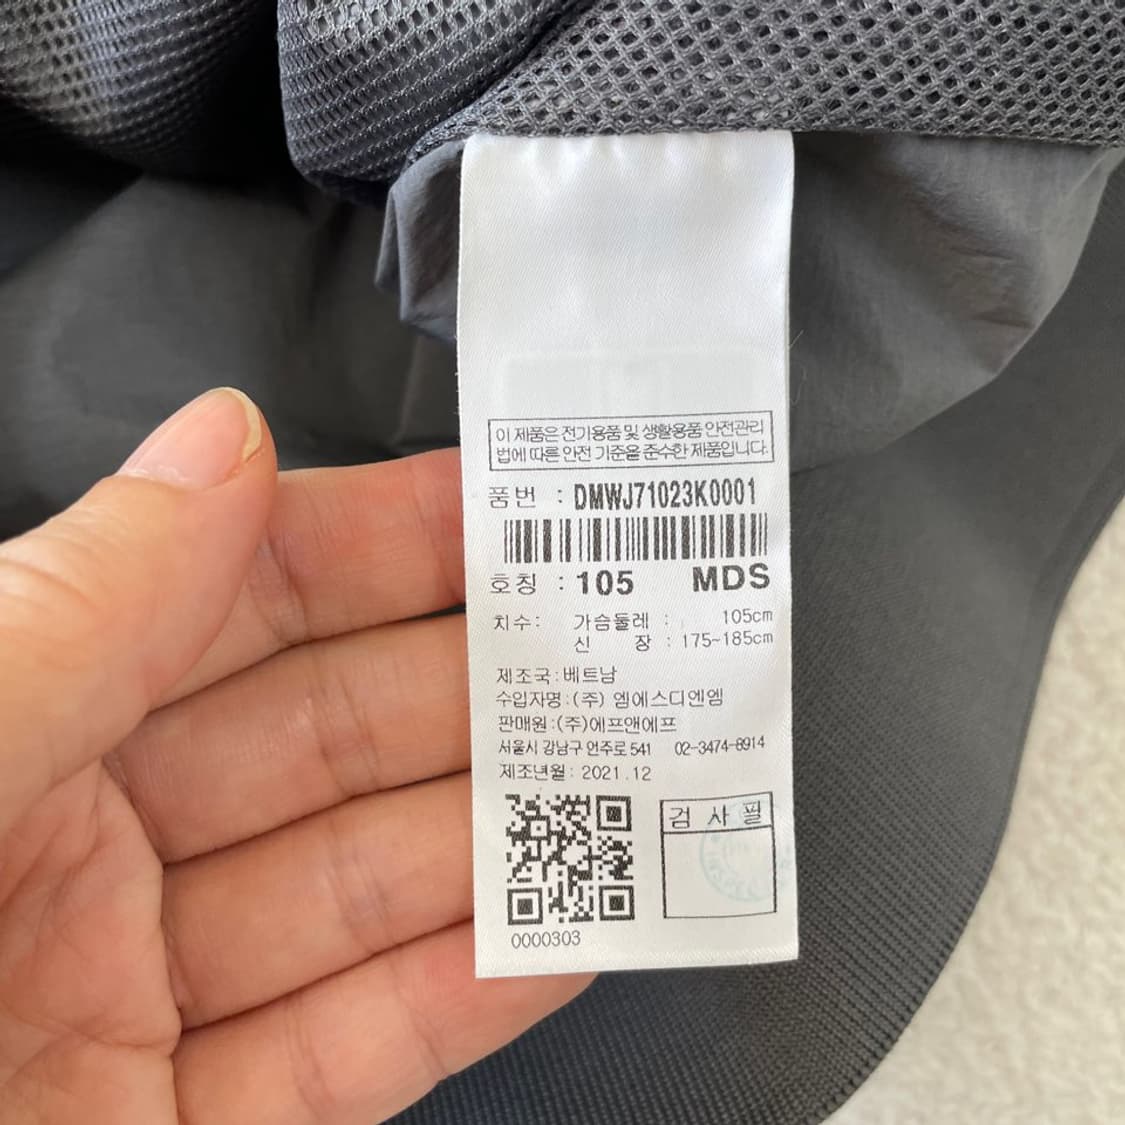 이 제품은 전기용품 및 생활용품 안전관리
법에 따른 안전 기준을 준수한 제품입니다.
품번 : DMWJ71023K0001
호칭 : 105 MDS
치수: 가슴둘레 : 105cm
신 장 : 175~185cm
제조국:베트남
수입자명:(주) 엠에스디엔엠
판매원:(주)에프앤에프
서울시 강남구 언주로 541 02-3474-8914
제조년월: 2021.12
검 사 필
0000303